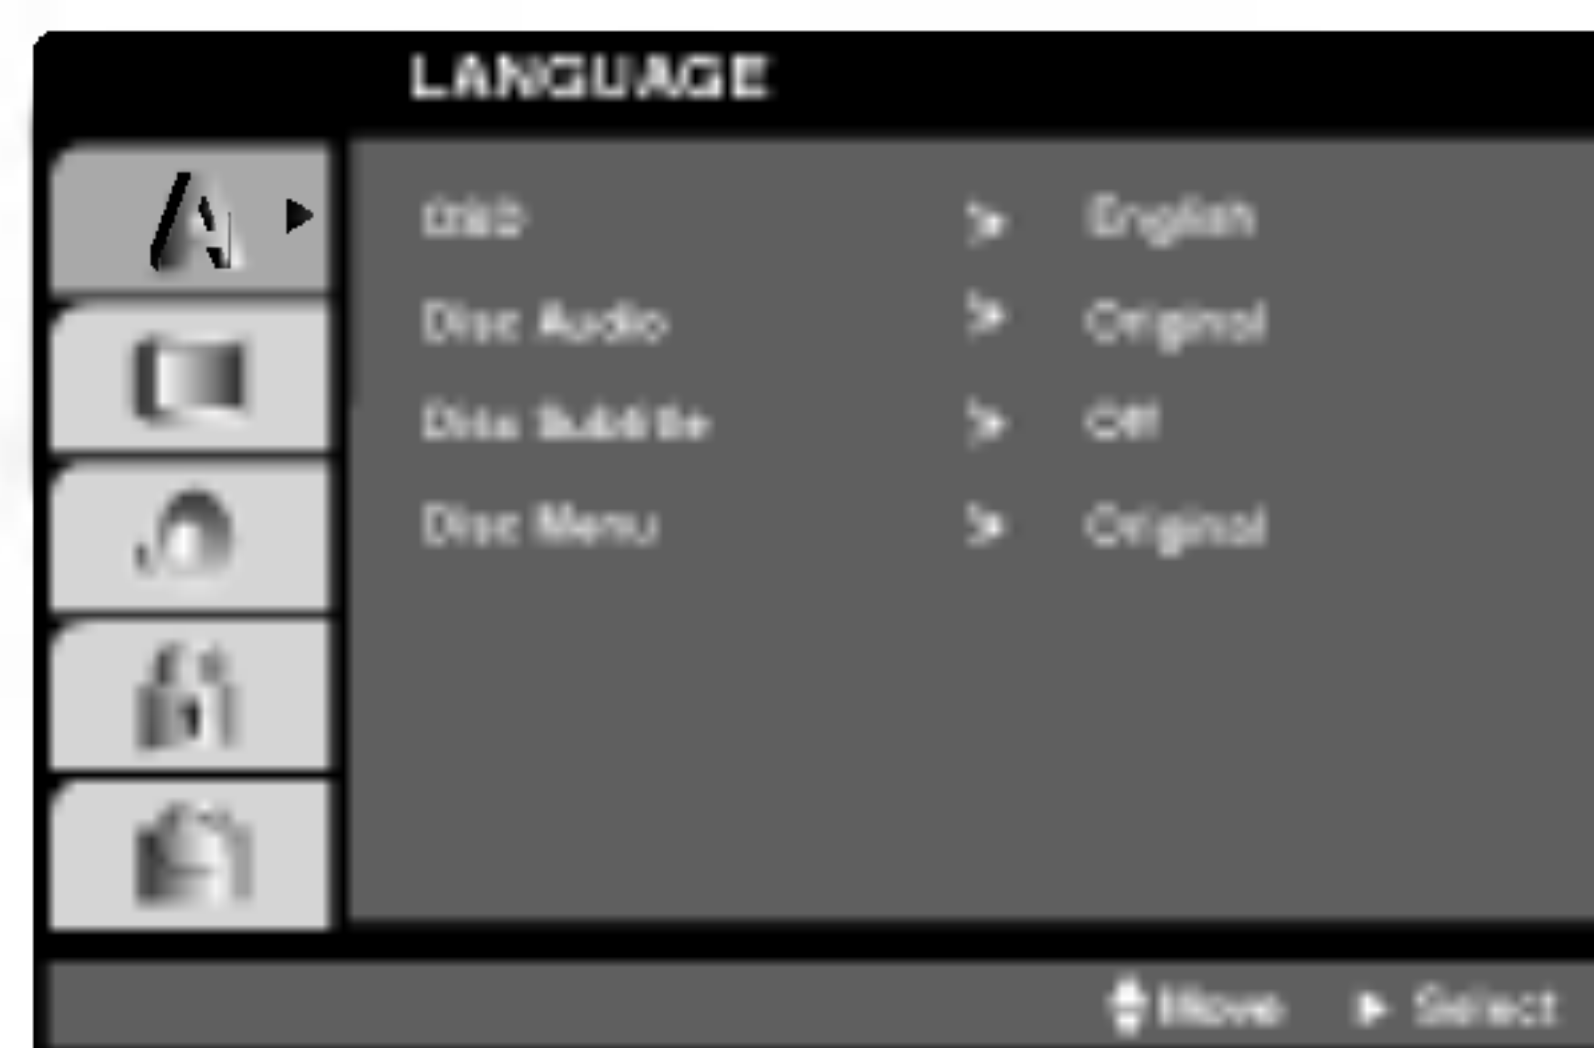 LANGUAGE
OSD > English
Disc Audio > Original
Disc Subtitle > Off
Disc Menu > Original
Move ▶ Select